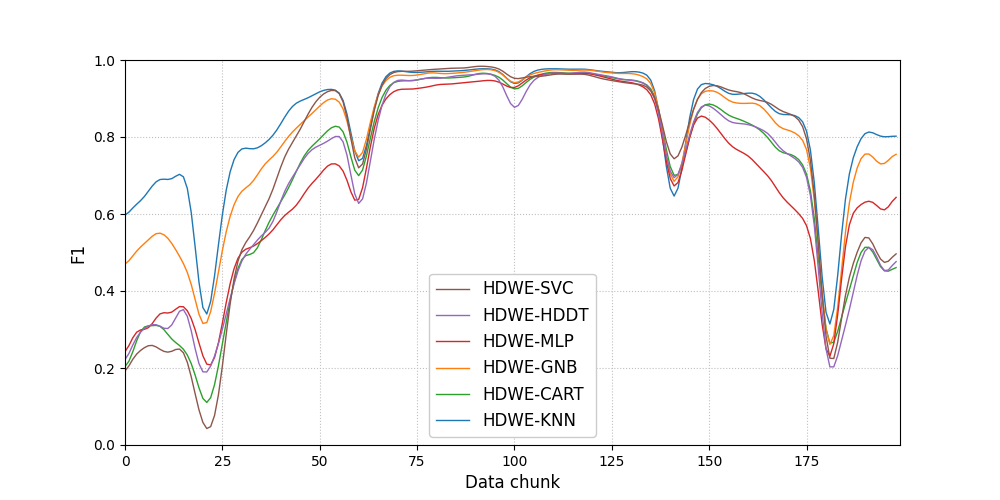 1.0
0.8
0.6
0.4
0.2
0.0
F1
HDWE-SVC
HDWE-HDDT
HDWE-MLP
HDWE-GNB
HDWE-CART
HDWE-KNN
0 25 50 75 100 125 150 175
Data chunk